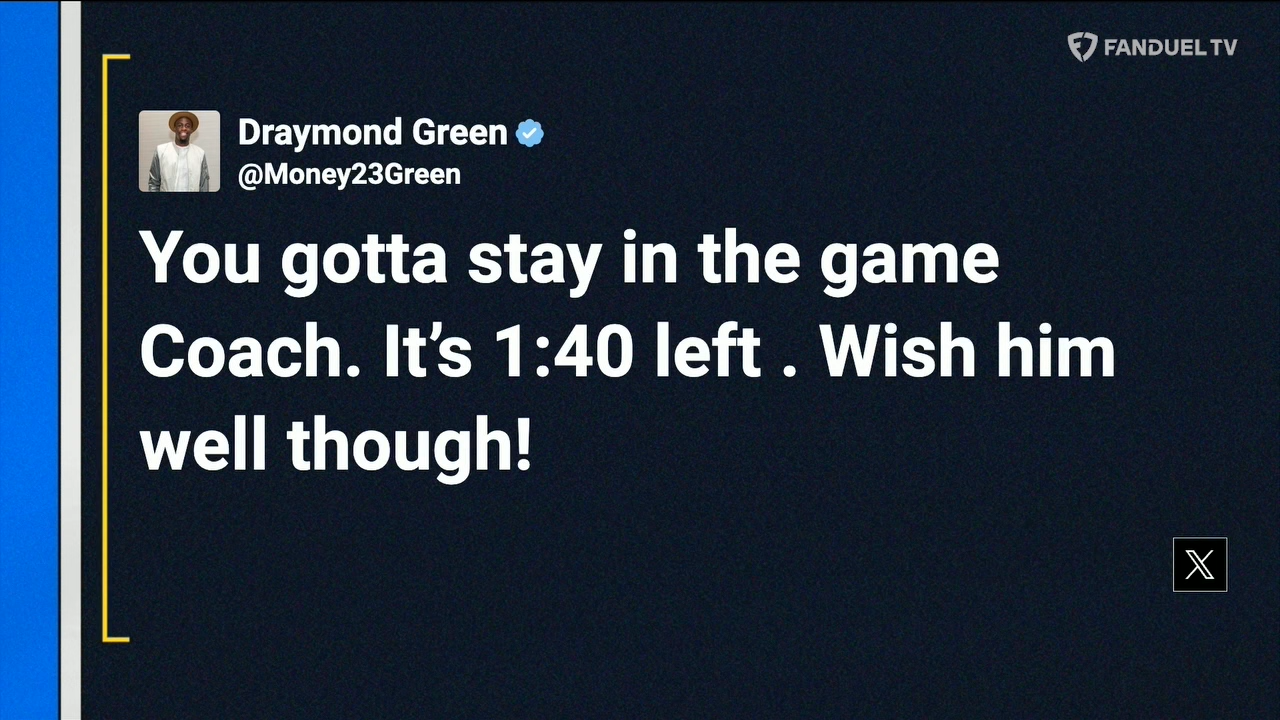 FANDUEL TV
Draymond Green
@Money23Green
You gotta stay in the game
Coach. It’s 1:40 left . Wish him
well though!
X